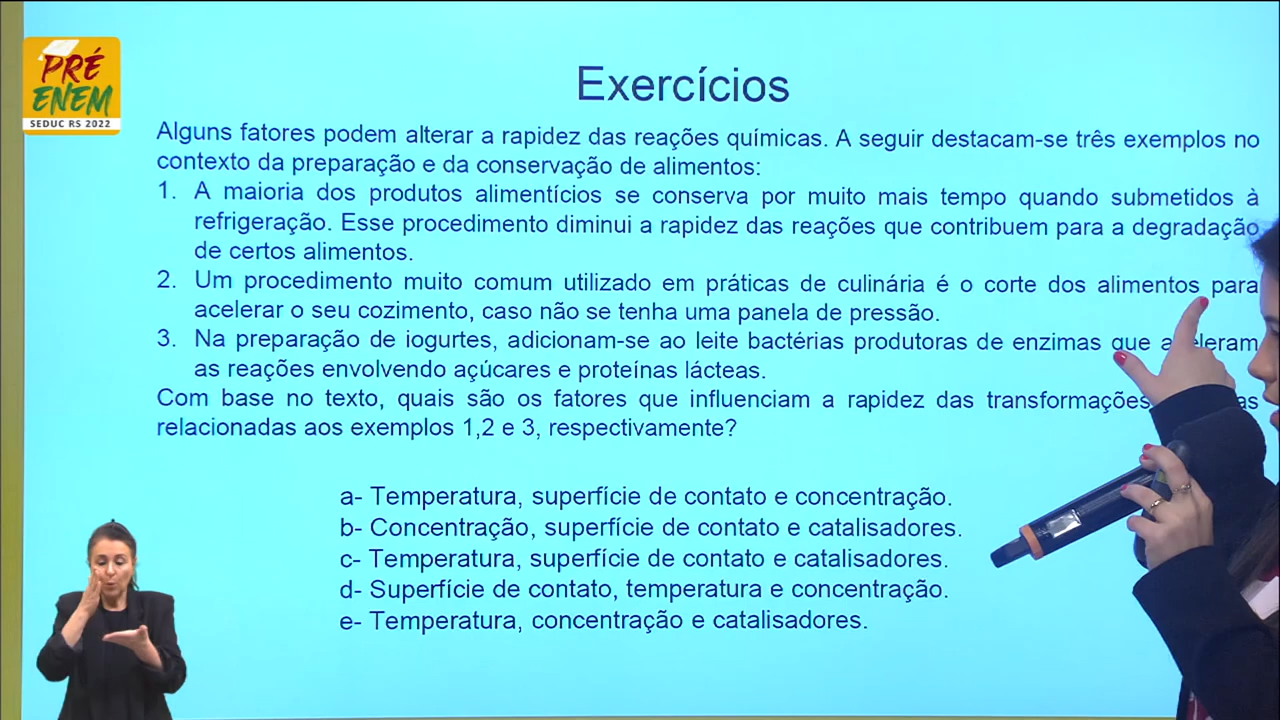 PRÉ
ENEM
SEDUC RS 2022
Exercícios
Alguns fatores podem alterar a rapidez das reações químicas. A seguir destacam-se três exemplos no
contexto da preparação e da conservação de alimentos:
1. A maioria dos produtos alimentícios se conserva por muito mais tempo quando submetidos à
refrigeração. Esse procedimento diminui a rapidez das reações que contribuem para a degradação
de certos alimentos.
2. Um procedimento muito comum utilizado em práticas de culinária é o corte dos alimentos para
acelerar o seu cozimento, caso não se tenha uma panela de pressão.
3. Na preparação de iogurtes, adicionam-se ao leite bactérias produtoras de enzimas que aceleram
as reações envolvendo açúcares e proteínas lácteas.
Com base no texto, quais são os fatores que influenciam a rapidez das transformações
relacionadas aos exemplos 1,2 e 3, respectivamente?
a- Temperatura, superfície de contato e concentração.
b- Concentração, superfície de contato e catalisadores.
c- Temperatura, superfície de contato e catalisadores.
d- Superfície de contato, temperatura e concentração.
e- Temperatura, concentração e catalisadores.